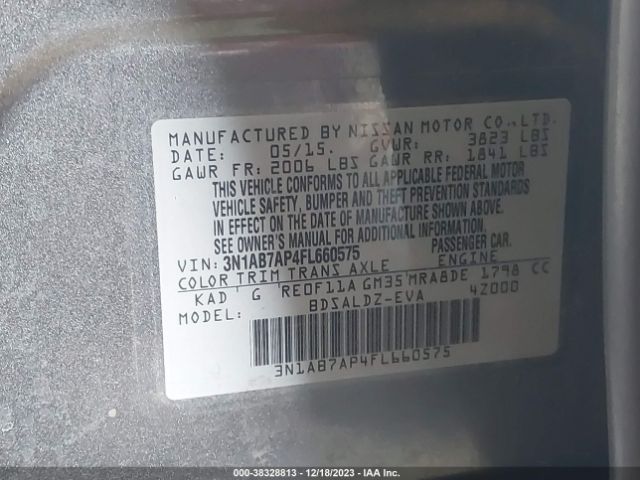 MANUFACTURED BY NISSAN MOTOR CO.,LTD.
DATE: 05/15. GVWR: 3823 LBS
GAWR FR: 2006 LBS GAWR RR: 1841 LBS
THIS VEHICLE CONFORMS TO ALL APPLICABLE FEDERAL MOTOR
VEHICLE SAFETY, BUMPER AND THEFT PREVENTION STANDARDS
IN EFFECT ON THE DATE OF MANUFACTURE SHOWN ABOVE.
SEE OWNER'S MANUAL FOR ADDITIONAL INFORMATION.
VIN: 3N1AB7AP4FL660575 PASSENGER CAR.
COLOR TRIM TRANS AXLE ENGINE
KAD G RE0F11A GM35 MRA8DE 1798 CC
MODEL: BDSALDZ-EVA 4Z000
3N1AB7AP4FL660575
000-38328813 - 12/18/2023 - IAA Inc.